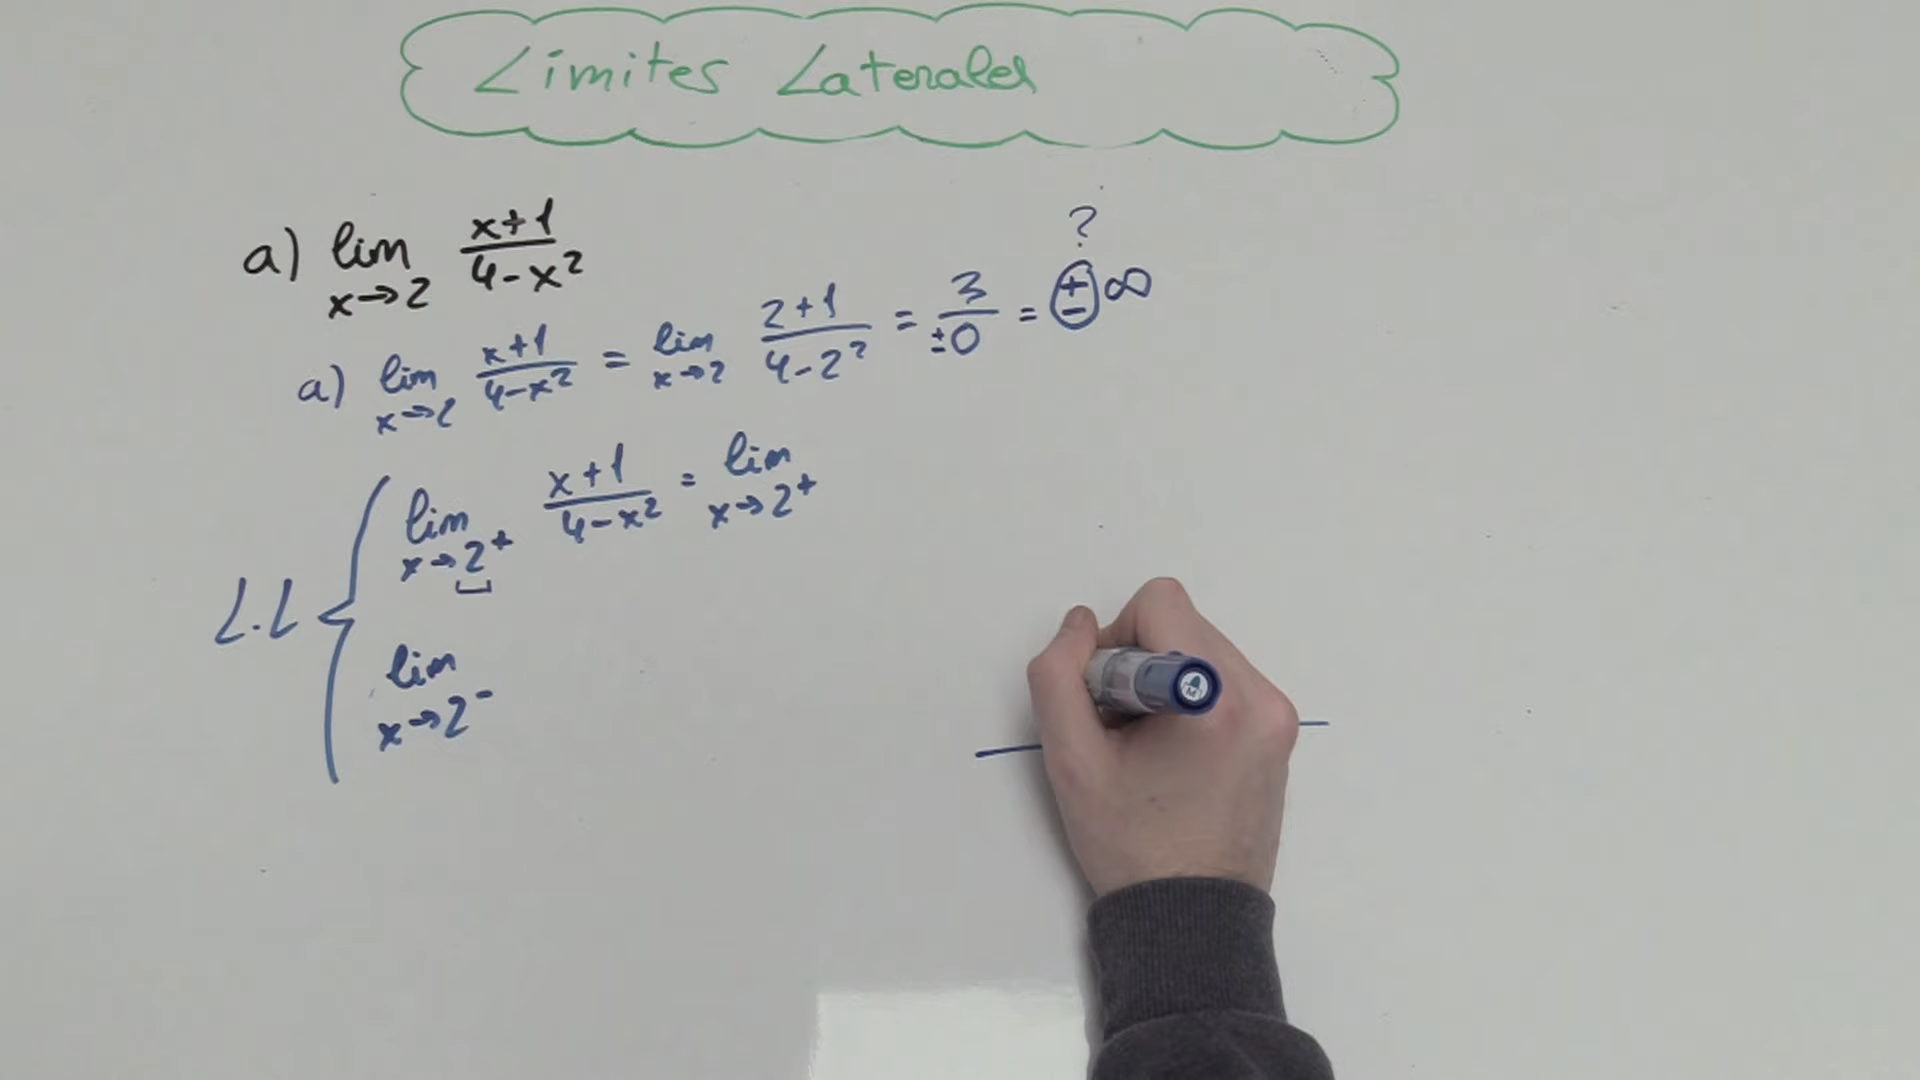 Límites Laterales
a) lim x→2 x+1/4-x²
a) lim x→2 x+1/4-x² = lim x→2 2+1/4-2² = 3/±0 = ±∞ ?
L.L { lim x→2⁺ x+1/4-x² = lim x→2⁺
lim x→2⁻